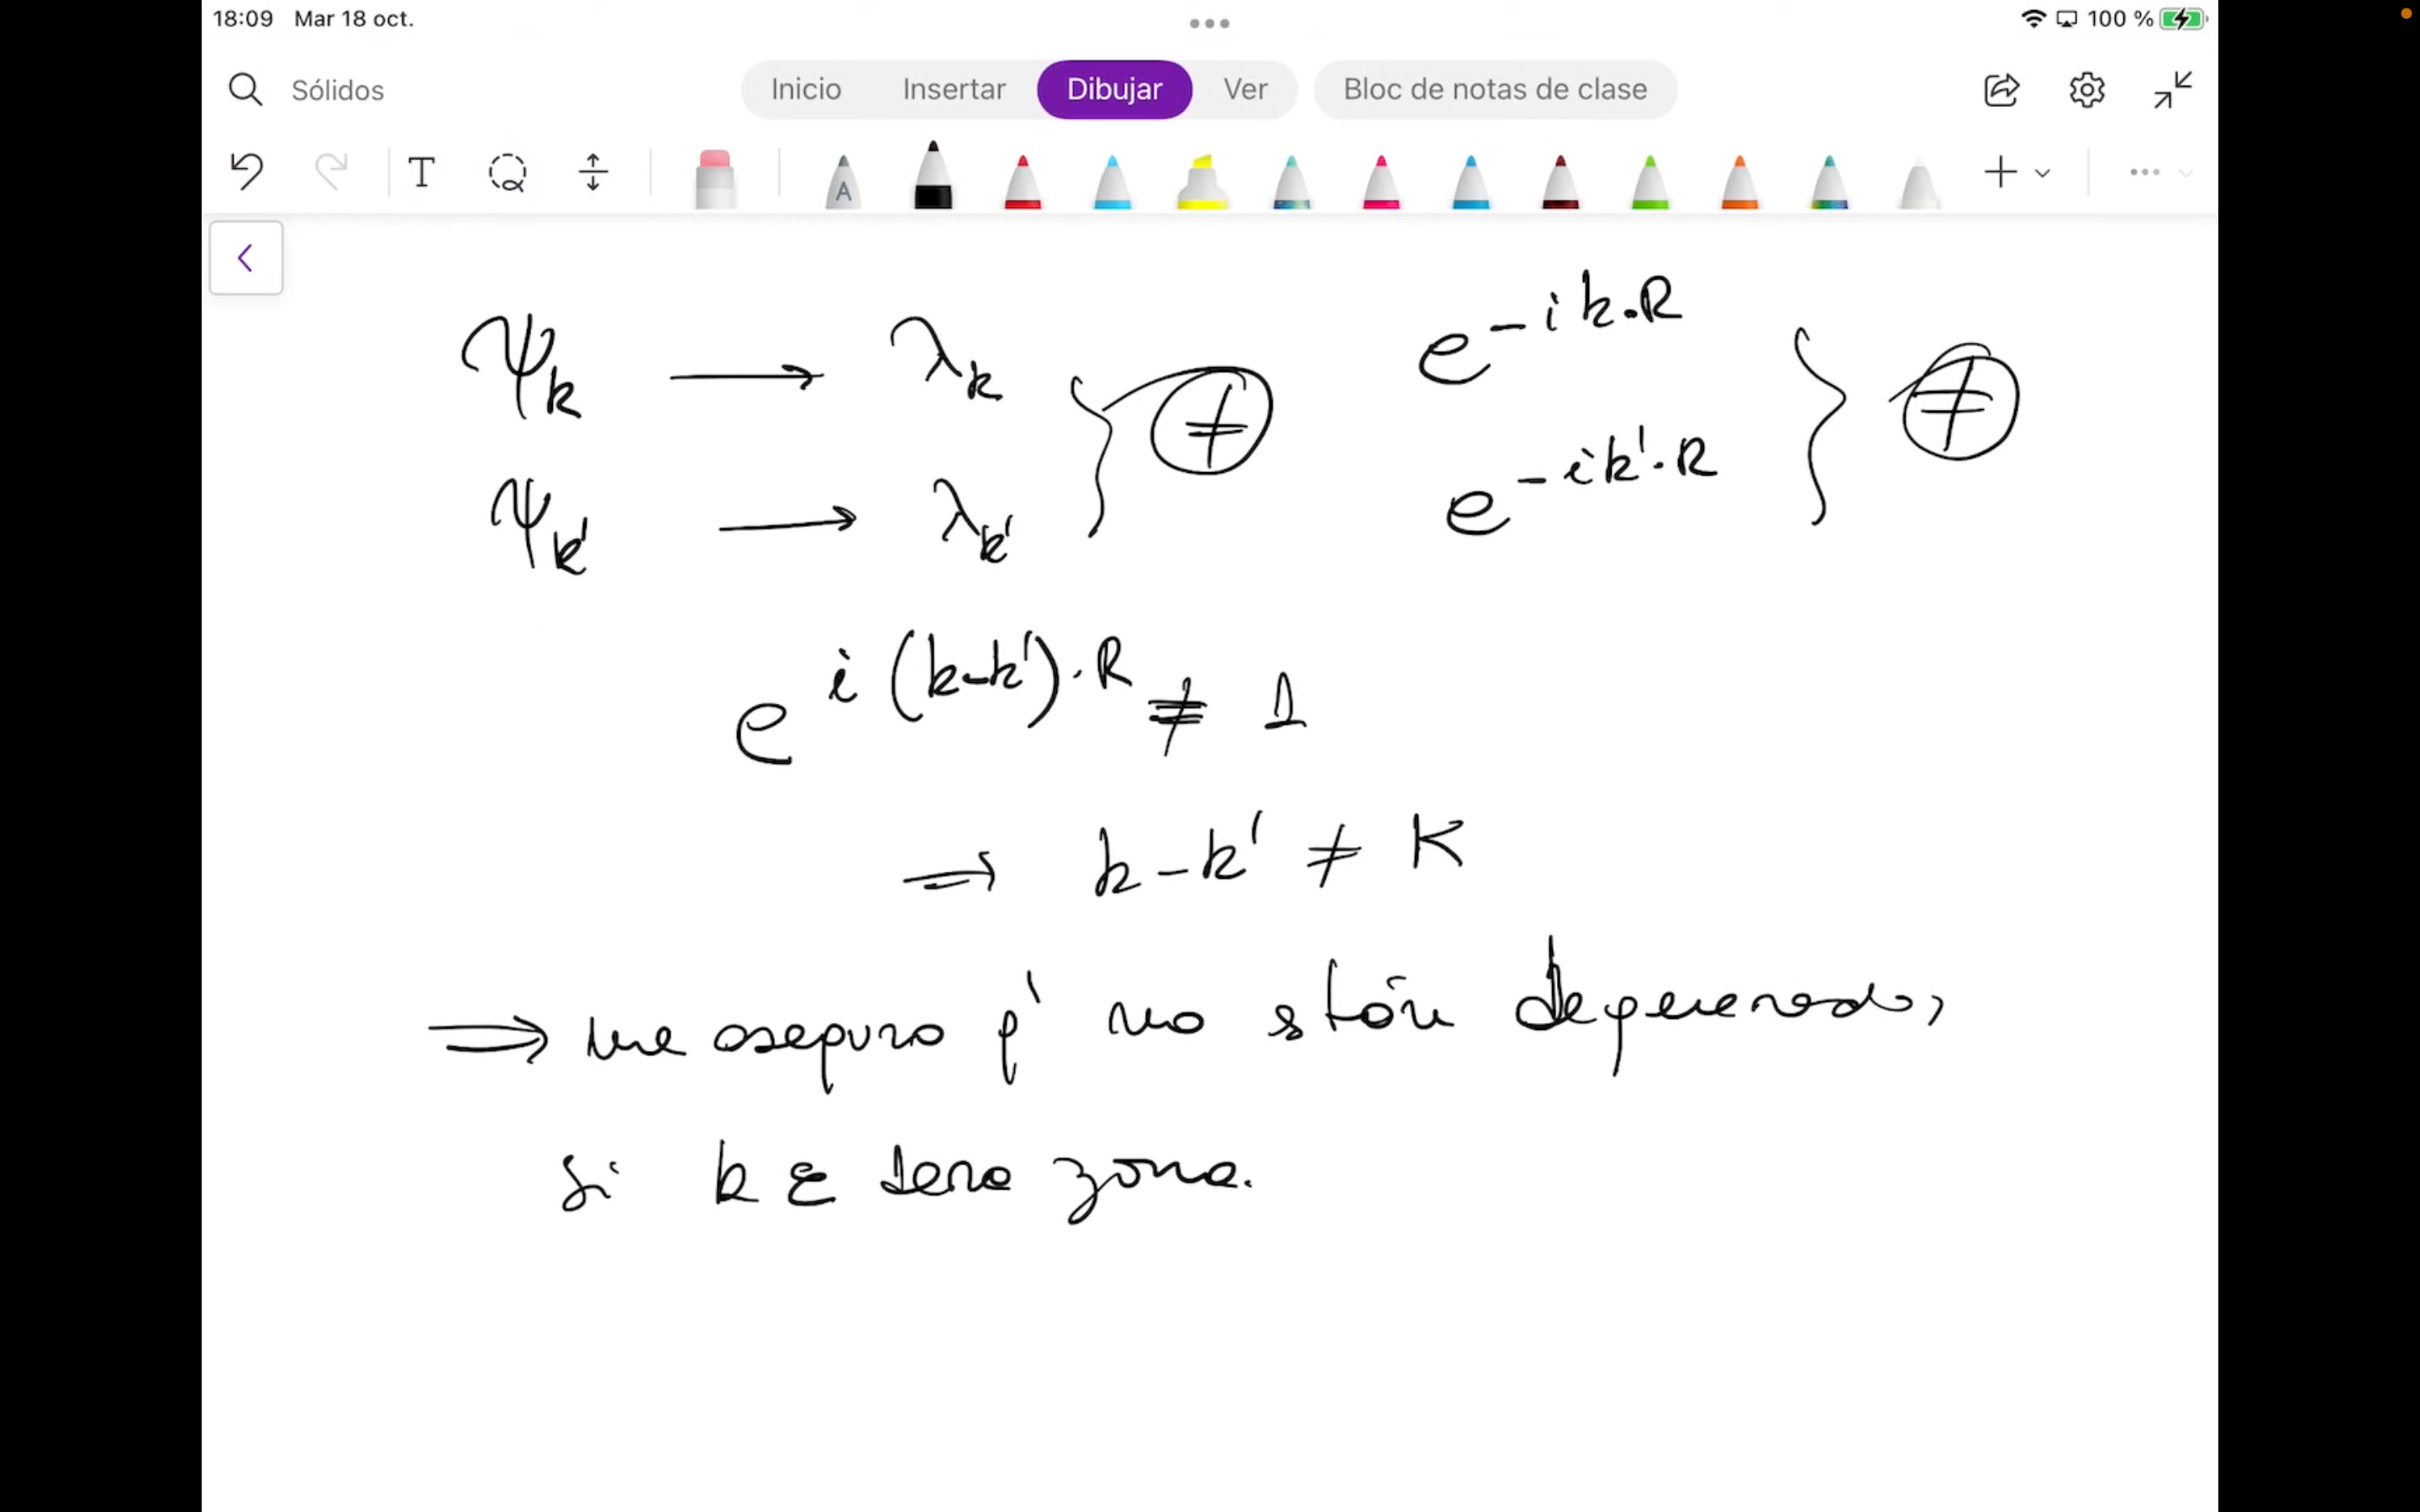 18:09 Mar 18 oct. 100 %
Sólidos Inicio Insertar Dibujar Ver Bloc de notas de clase
T A
ψk → λk } ≠ e^{-ik·R} } ≠
ψk' → λk' e^{-ik'·R}
e^{i(k-k')·R} ≠ 1
⇒ k-k' ≠ K
⇒ me aseguro q' no stán degenerados
si k ε 1era zona.